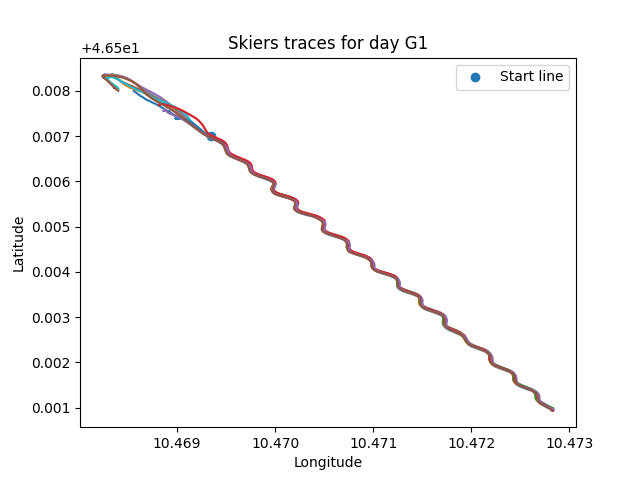 Skiers traces for day G1
+4.65e1
Start line
0.008
0.007
0.006
0.005
0.004
0.003
0.002
0.001
Latitude
10.469 10.470 10.471 10.472 10.473
Longitude